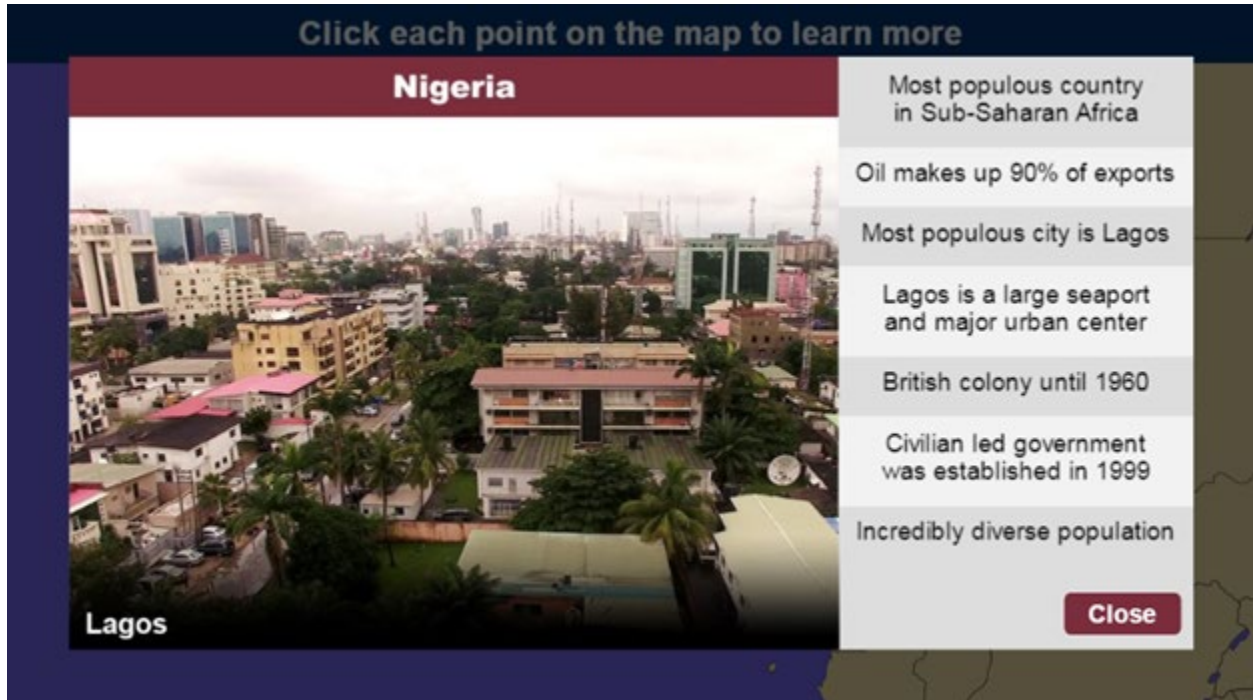 Click each point on the map to learn more
Nigeria
Lagos
Most populous country
in Sub-Saharan Africa
Oil makes up 90% of exports
Most populous city is Lagos
Lagos is a large seaport
and major urban center
British colony until 1960
Civilian led government
was established in 1999
Incredibly diverse population
Close